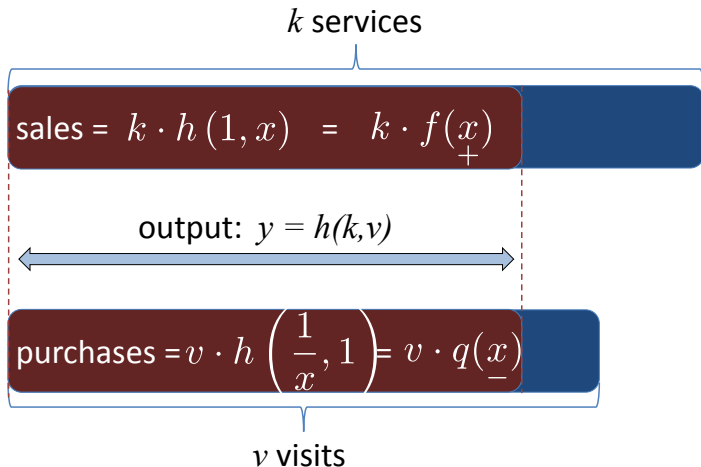 k services
sales = k · h (1, x) = k · f(x)
+
output: y = h(k,v)
purchases = v · h (1/x, 1) = v · q(x)
−
v visits